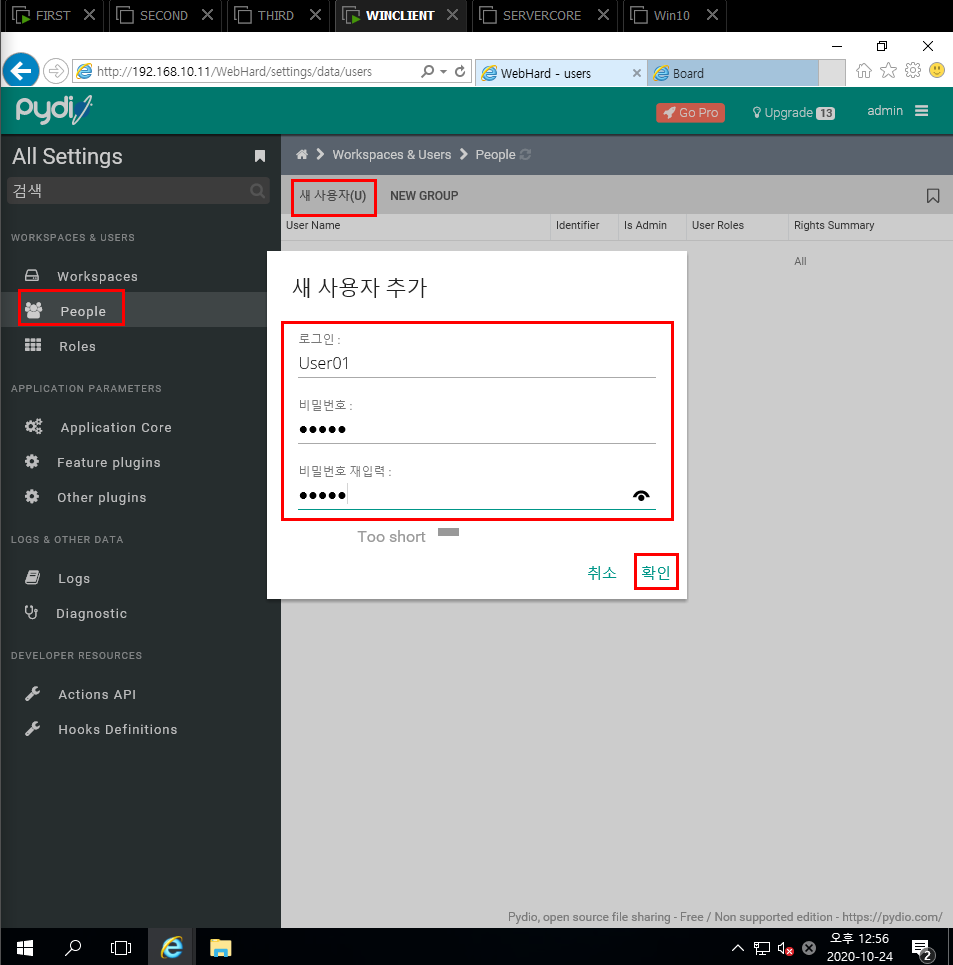 FIRST SECOND THIRD WINCLIENT SERVERCORE Win10
http://192.168.10.11/WebHard/settings/data/users WebHard - users Board
pydio Go Pro Upgrade 13 admin
All Settings
Workspaces & Users People
검색
새 사용자(U) NEW GROUP
User Name Identifier Is Admin User Roles Rights Summary
All
WORKSPACES & USERS
Workspaces
People
Roles
APPLICATION PARAMETERS
Application Core
Feature plugins
Other plugins
LOGS & OTHER DATA
Logs
Diagnostic
DEVELOPER RESOURCES
Actions API
Hooks Definitions
새 사용자 추가
로그인 :
User01
비밀번호 :
●●●●●
비밀번호 재입력 :
●●●●●
Too short
취소 확인
Pydio, open source file sharing - Free / Non supported edition - https://pydio.com/
오후 12:56
2020-10-24
2